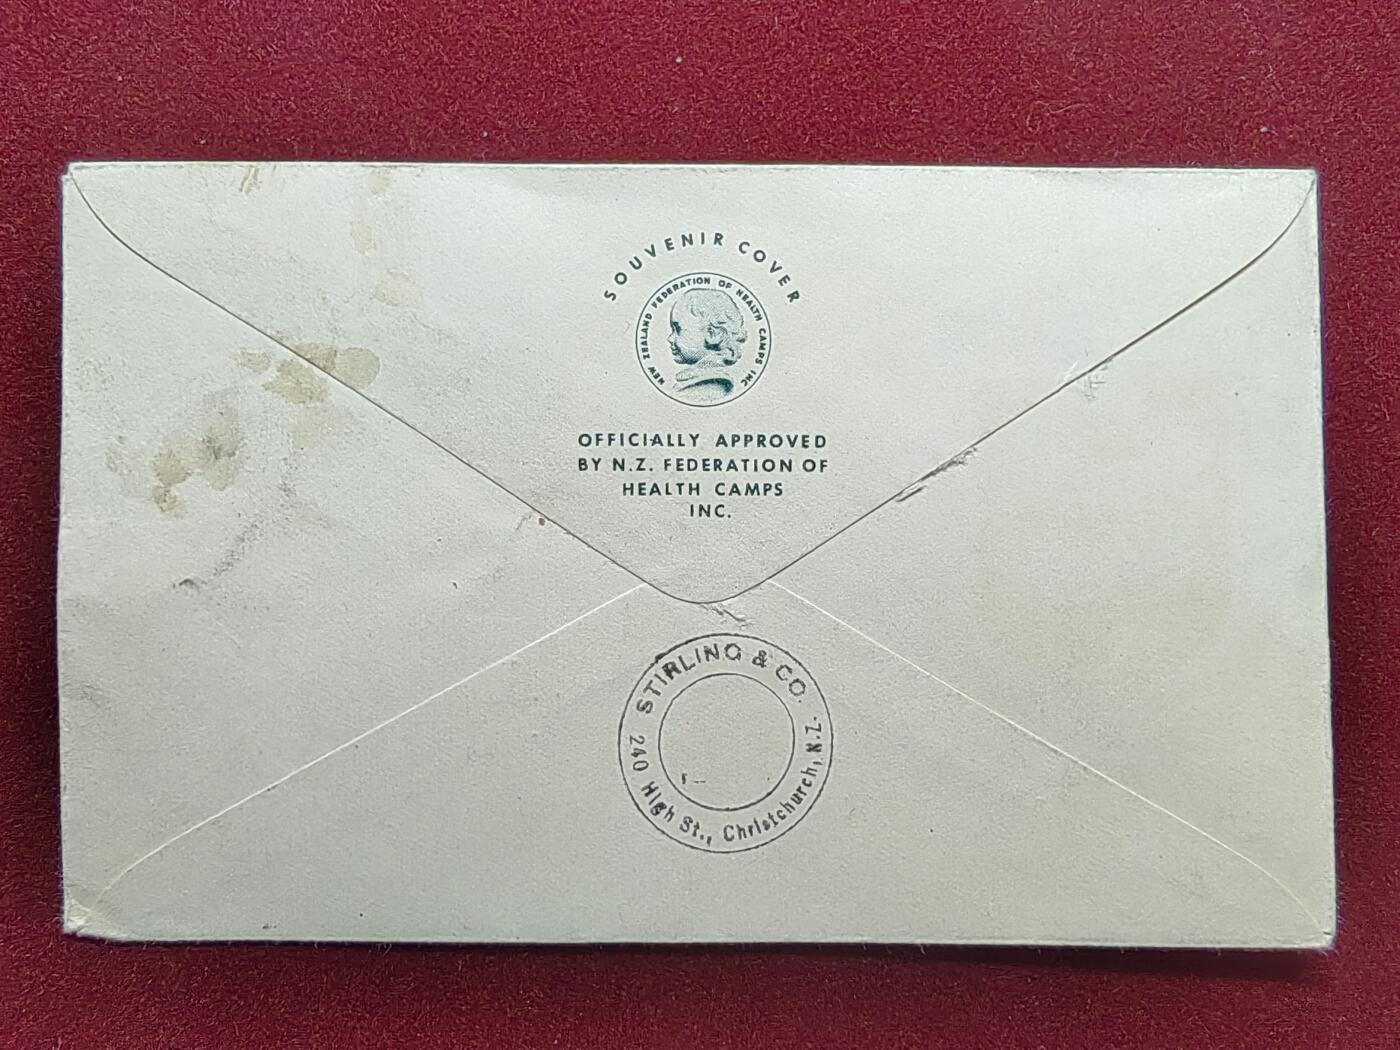 SOUVENIR COVER
NEW ZEALAND FEDERATION OF HEALTH CAMPS INC
OFFICIALLY APPROVED
BY N.Z. FEDERATION OF
HEALTH CAMPS
INC.
STIRLING & CO.
240 High St., Christchurch, N.Z.